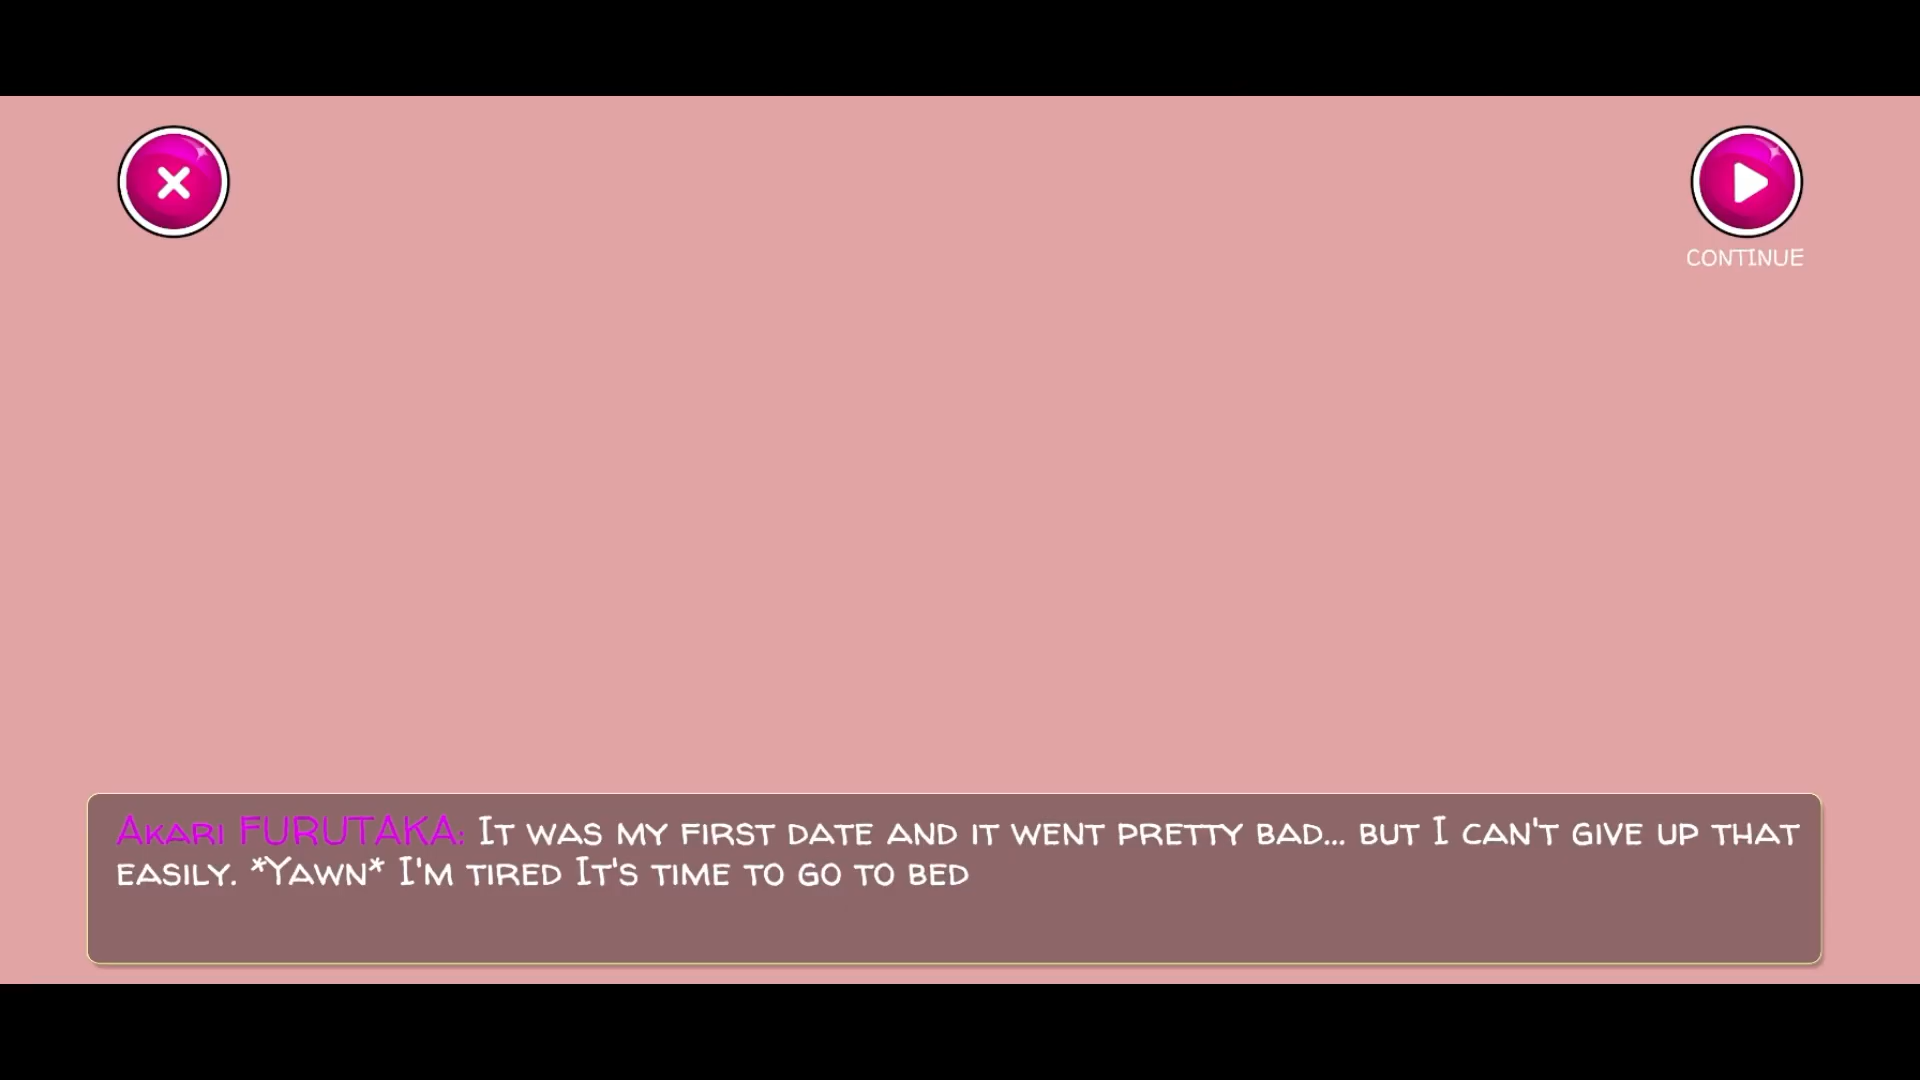 CONTINUE
Akari FURUTAKA: It was my first date and it went pretty bad... but I can't give up that
easily. *Yawn* I'm tired It's time to go to bed